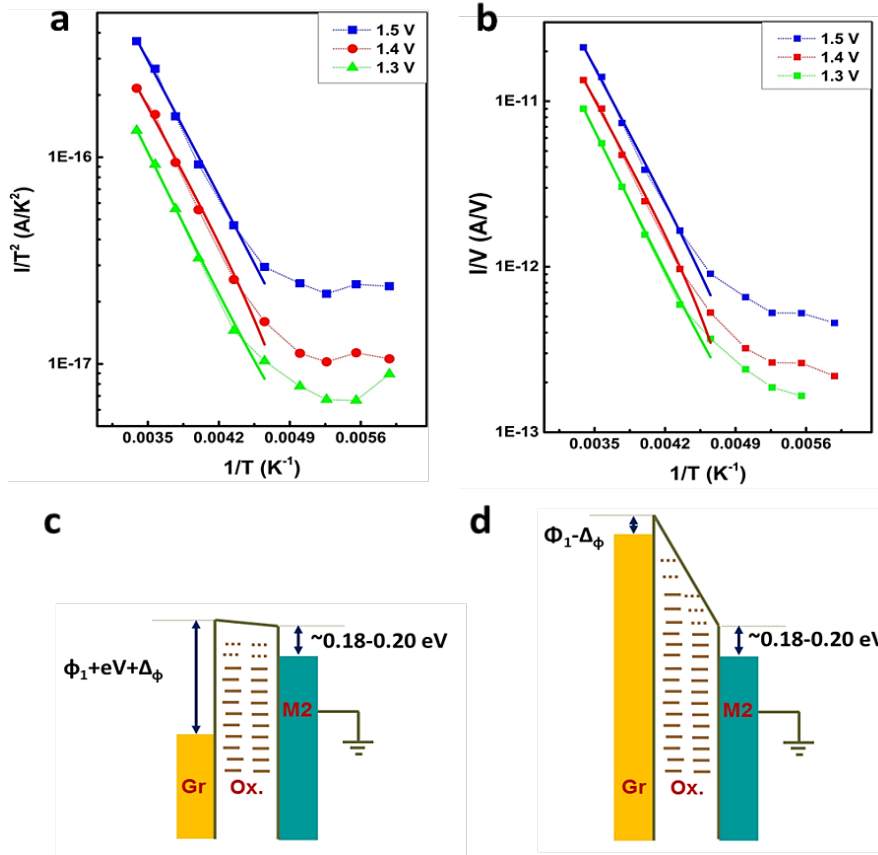 a
1.5 V
1.4 V
1.3 V
1E-16
1E-17
I/T² (A/K²)
0.0035 0.0042 0.0049 0.0056
1/T (K⁻¹)
b
1.5 V
1.4 V
1.3 V
1E-11
1E-12
1E-13
I/V (A/V)
0.0035 0.0042 0.0049 0.0056
1/T (K⁻¹)
c
ϕ₁+eV+Δ_ϕ
~0.18-0.20 eV
M2
Gr
Ox.
d
Φ₁-Δ_ϕ
~0.18-0.20 eV
M2
Gr
Ox.